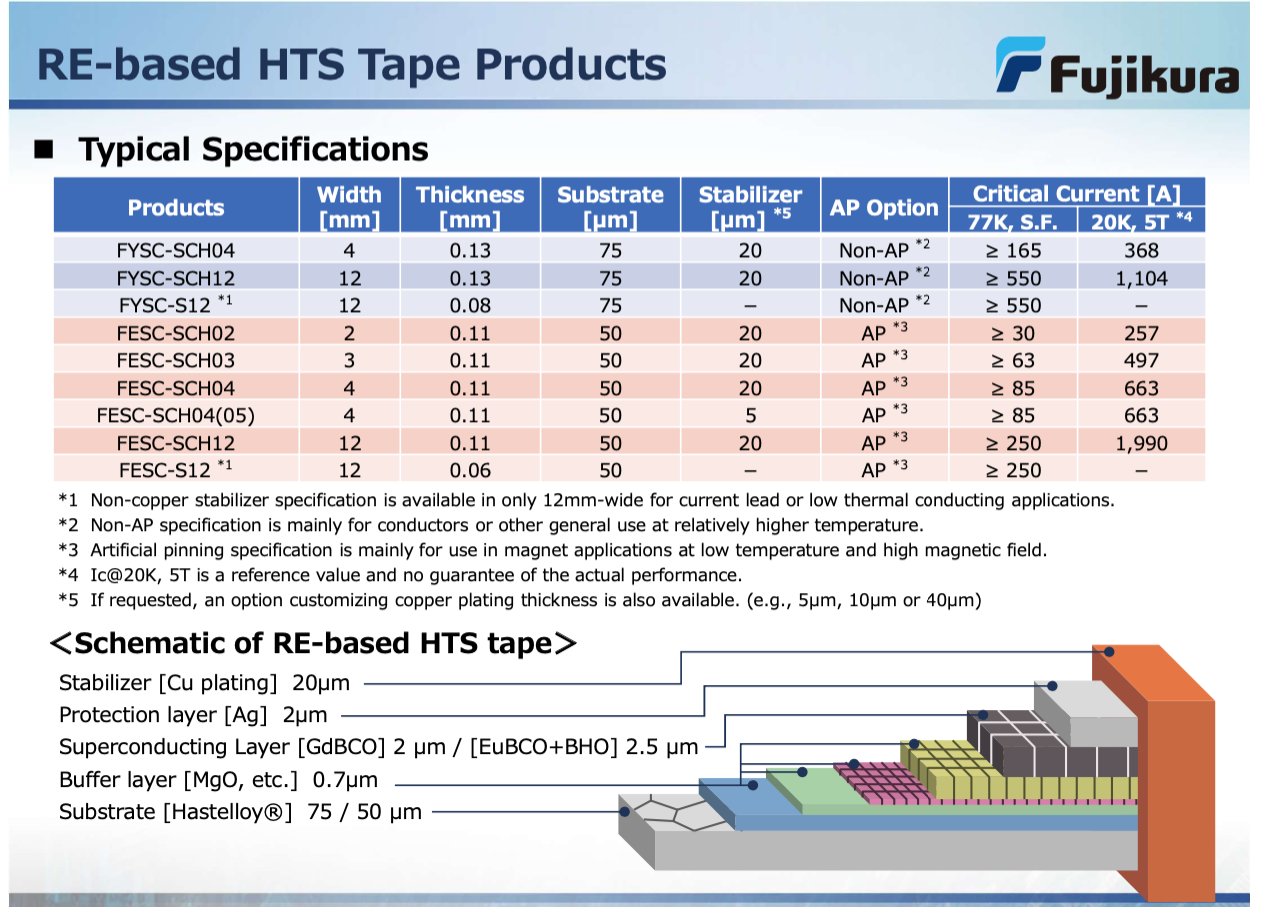 RE-based HTS Tape Products
Fujikura
■ Typical Specifications
Products Width [mm] Thickness [mm] Substrate [μm] Stabilizer [μm] *5 AP Option Critical Current [A]
77K, S.F. 20K, 5T *4
FYSC-SCH04 4 0.13 75 20 Non-AP *2 ≥ 165 368
FYSC-SCH12 12 0.13 75 20 Non-AP *2 ≥ 550 1,104
FYSC-S12 *1 12 0.08 75 – Non-AP *2 ≥ 550 –
FESC-SCH02 2 0.11 50 20 AP *3 ≥ 30 257
FESC-SCH03 3 0.11 50 20 AP *3 ≥ 63 497
FESC-SCH04 4 0.11 50 20 AP *3 ≥ 85 663
FESC-SCH04(05) 4 0.11 50 5 AP *3 ≥ 85 663
FESC-SCH12 12 0.11 50 20 AP *3 ≥ 250 1,990
FESC-S12 *1 12 0.06 50 – AP *3 ≥ 250 –
*1 Non-copper stabilizer specification is available in only 12mm-wide for current lead or low thermal conducting applications.
*2 Non-AP specification is mainly for conductors or other general use at relatively higher temperature.
*3 Artificial pinning specification is mainly for use in magnet applications at low temperature and high magnetic field.
*4 Ic@20K, 5T is a reference value and no guarantee of the actual performance.
*5 If requested, an option customizing copper plating thickness is also available. (e.g., 5μm, 10μm or 40μm)
＜Schematic of RE-based HTS tape＞
Stabilizer [Cu plating] 20μm
Protection layer [Ag] 2μm
Superconducting Layer [GdBCO] 2 μm / [EuBCO+BHO] 2.5 μm
Buffer layer [MgO, etc.] 0.7μm
Substrate [Hastelloy®] 75 / 50 μm